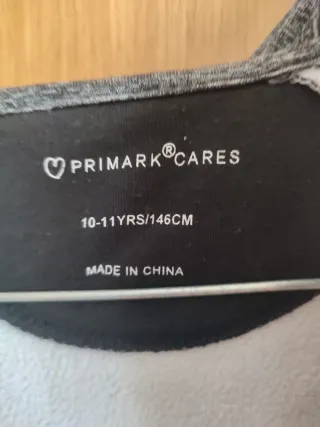 PRIMARK®CARES
10-11YRS/146CM
MADE IN CHINA